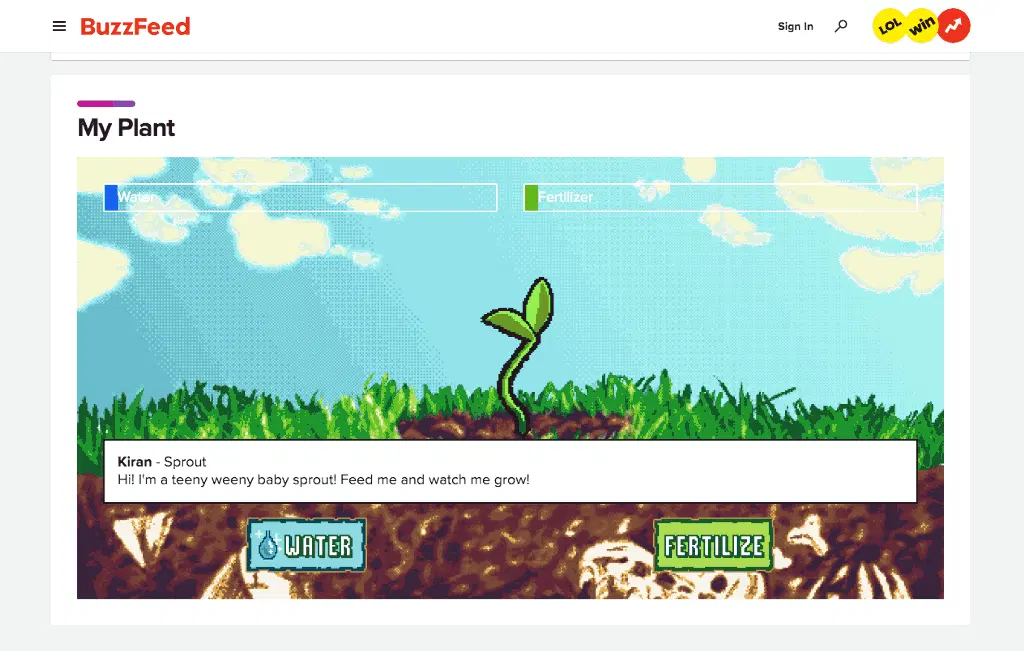 BuzzFeed
Sign In
LOL
win
My Plant
Water
Fertilizer
Kiran - Sprout
Hi! I'm a teeny weeny baby sprout! Feed me and watch me grow!
WATER
FERTILIZE